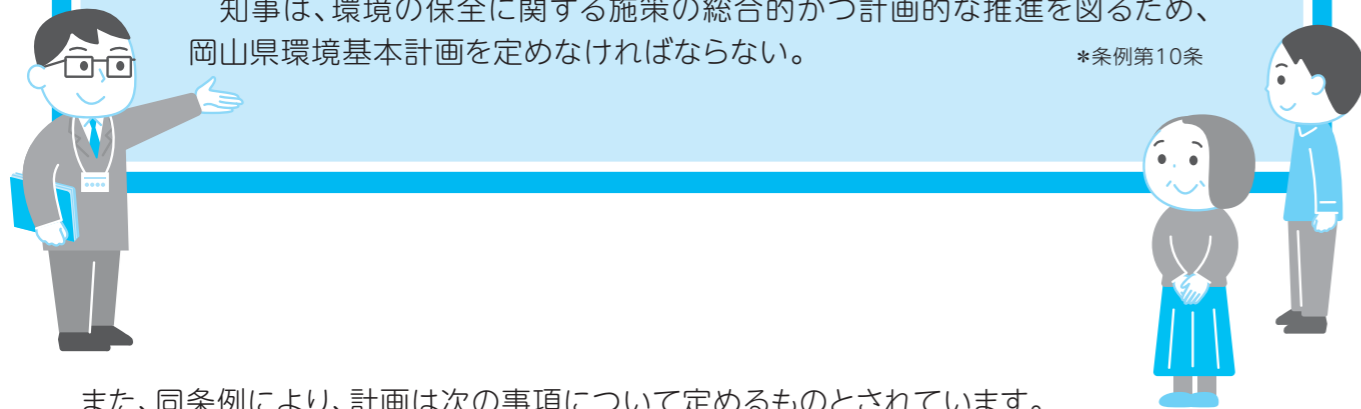 知事は、環境の保全に関する施策の総合的かつ計画的な推進を図るため、
岡山県環境基本計画を定めなければならない。
*条例第10条
また、同条例により、計画は次の事項について定めるものとされています。